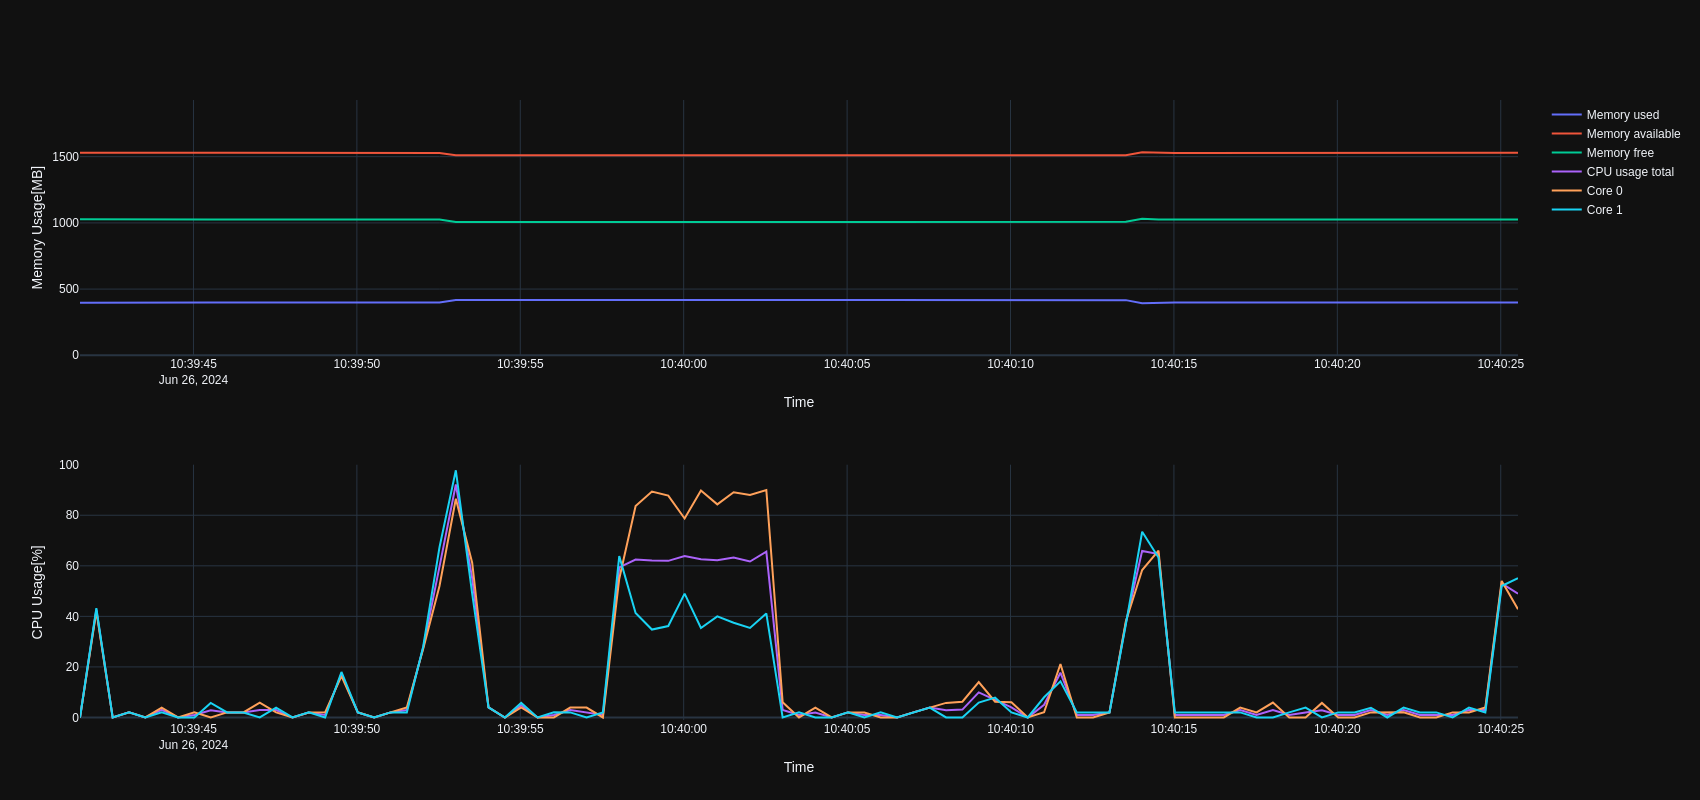 Memory Usage[MB]
1500
1000
500
0
10:39:45
Jun 26, 2024
10:39:50
10:39:55
10:40:00
10:40:05
10:40:10
10:40:15
10:40:20
10:40:25
Time
Memory used
Memory available
Memory free
CPU usage total
Core 0
Core 1
CPU Usage[%]
100
80
60
40
20
0
10:39:45
Jun 26, 2024
10:39:50
10:39:55
10:40:00
10:40:05
10:40:10
10:40:15
10:40:20
10:40:25
Time